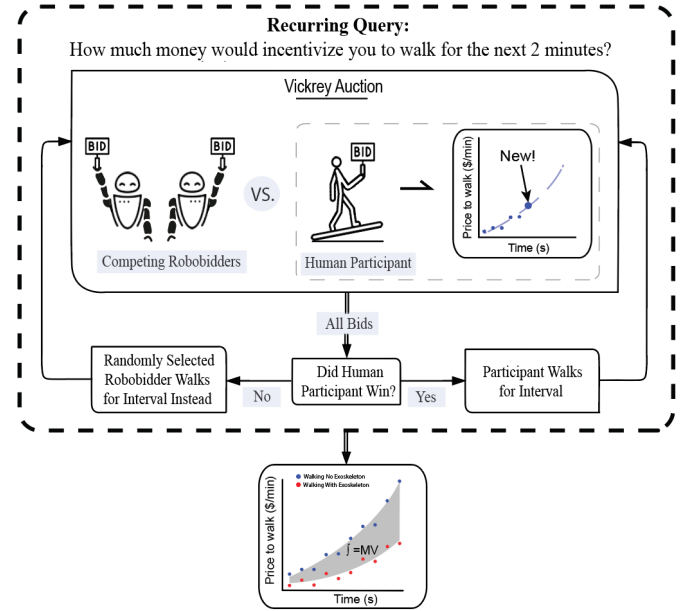 Recurring Query:
How much money would incentivize you to walk for the next 2 minutes?
Vickrey Auction
BID
BID
VS.
BID
Competing Robobidders
Human Participant
Price to walk ($/min)
New!
Time (s)
All Bids
Randomly Selected
Robobidder Walks
for Interval Instead
No
Did Human
Participant Win?
Yes
Participant Walks
for Interval
Walking No Exoskeleton
Walking With Exoskeleton
Price to walk ($/min)
∫=MV
Time (s)